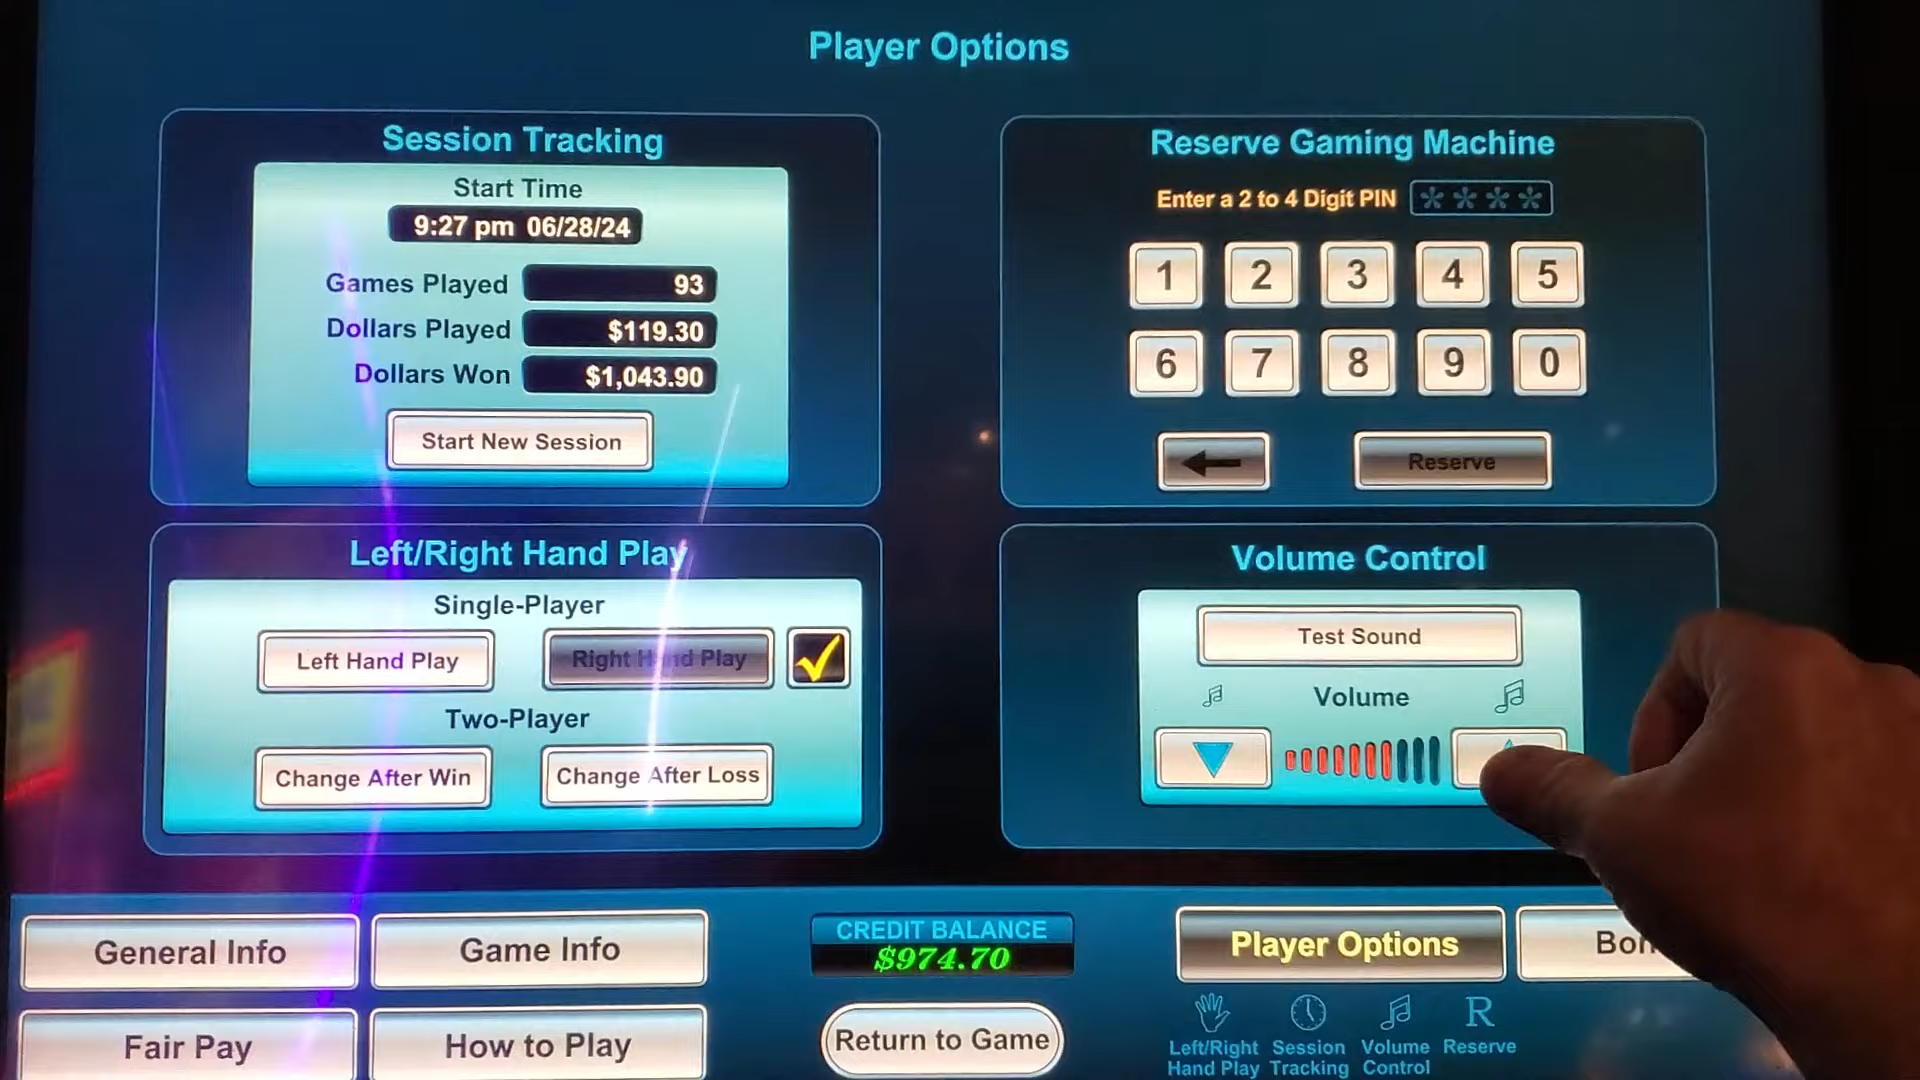 Player Options
Session Tracking
Start Time
9:27 pm 06/28/24
Games Played 93
Dollars Played $119.30
Dollars Won $1,043.90
Start New Session
Reserve Gaming Machine
Enter a 2 to 4 Digit PIN ****
1 2 3 4 5
6 7 8 9 0
Reserve
Left/Right Hand Play
Single-Player
Left Hand Play Right Hand Play
Two-Player
Change After Win Change After Loss
Volume Control
Test Sound
Volume
General Info Game Info
Fair Pay How to Play
CREDIT BALANCE
$974.70
Return to Game
Player Options
Left/Right Hand Play
Session Tracking
Volume Control
R
Reserve